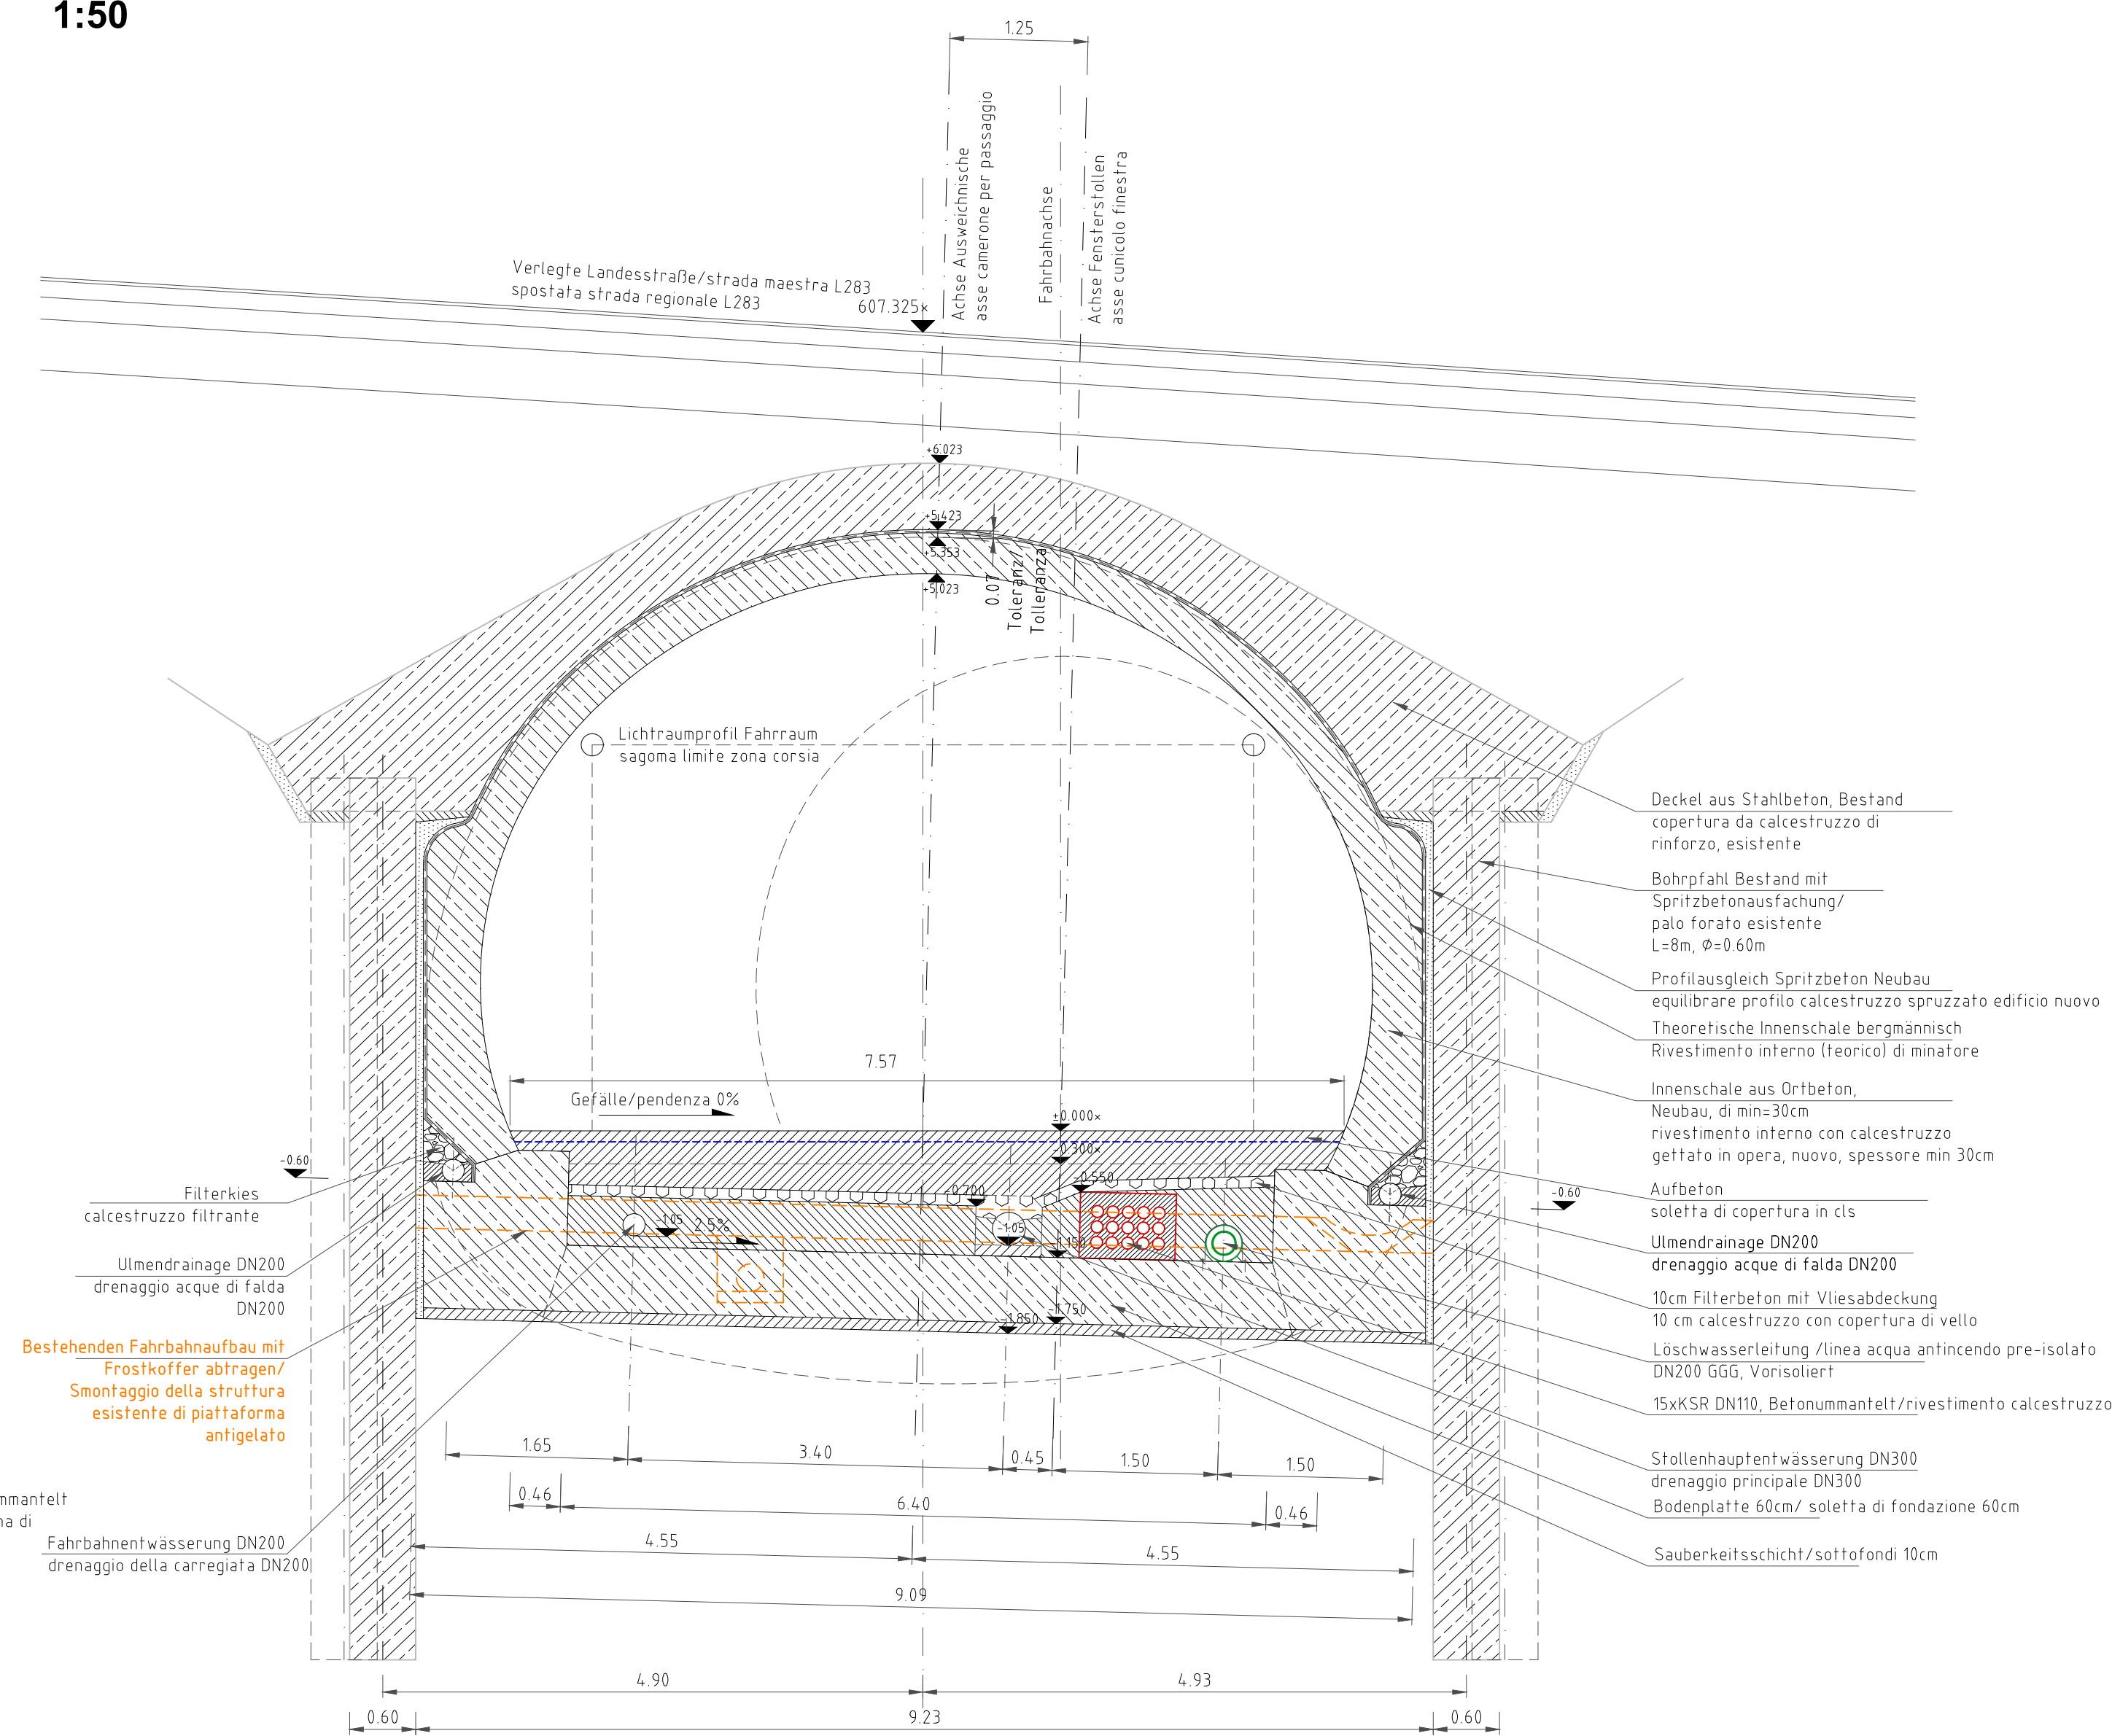 1:50
1.25
Achse Ausweichnische
asse camerone per passaggio
Fahrbahnachse
Achse Fensterstollen
asse cunicolo finestra
Verlegte Landesstraße/strada maestra L283
spostata strada regionale L283
607.325×
+6.023
+5.423
+5.353
+5.023
0.07
Toleranz/
Tolleranza
Lichtraumprofil Fahrraum
sagoma limite zona corsia
Deckel aus Stahlbeton, Bestand
copertura da calcestruzzo di
rinforzo, esistente
Bohrpfahl Bestand mit
Spritzbetonausfachung/
palo forato esistente
L=8m, Ø=0.60m
Profilausgleich Spritzbeton Neubau
equilibrare profilo calcestruzzo spruzzato edificio nuovo
Theoretische Innenschale bergmännisch
Rivestimento interno (teorico) di minatore
Innenschale aus Ortbeton,
Neubau, di min=30cm
rivestimento interno con calcestruzzo
gettato in opera, nuovo, spessore min 30cm
7.57
Gefälle/pendenza 0%
±0.000×
0.300×
-0.550
0.700
-0.60
-0.60
-1.05
2.5%
-1.05
-1.150
-1.750
-1.850
Filterkies
calcestruzzo filtrante
Ulmendrainage DN200
drenaggio acque di falda
DN200
Bestehenden Fahrbahnaufbau mit
Frostkoffer abtragen/
Smontaggio della struttura
esistente di piattaforma
antigelato
mmantelt
na di
Fahrbahnentwässerung DN200
drenaggio della carregiata DN200
Aufbeton
soletta di copertura in cls
Ulmendrainage DN200
drenaggio acque di falda DN200
10cm Filterbeton mit Vliesabdeckung
10 cm calcestruzzo con copertura di vello
Löschwasserleitung /linea acqua antincendo pre-isolato
DN200 GGG, Vorisoliert
15xKSR DN110, Betonummantelt/rivestimento calcestruzzo
Stollenhauptentwässerung DN300
drenaggio principale DN300
Bodenplatte 60cm/ soletta di fondazione 60cm
Sauberkeitsschicht/sottofondi 10cm
1.65
3.40
0.45
1.50
1.50
0.46
6.40
0.46
4.55
4.55
9.09
4.90
4.93
0.60
9.23
0.60